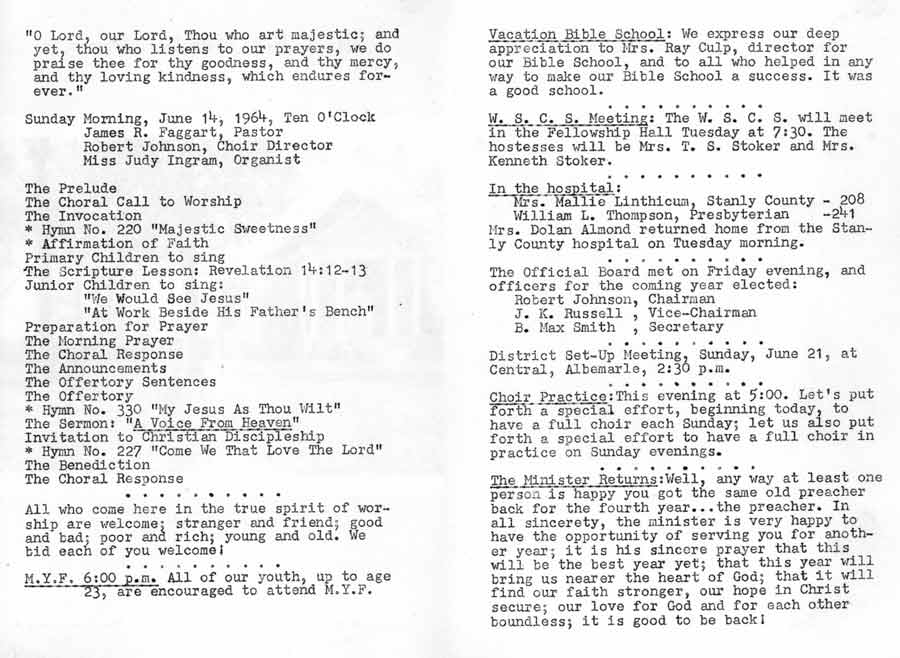 "O Lord, our Lord, Thou who art majestic; and
yet, thou who listens to our prayers, we do
praise thee for thy goodness, and thy mercy,
and thy loving kindness, which endures for-
ever."
Sunday Morning, June 14, 1964, Ten O'Clock
James R. Faggart, Pastor
Robert Johnson, Choir Director
Miss Judy Ingram, Organist
The Prelude
The Choral Call to Worship
The Invocation
* Hymn No. 220 "Majestic Sweetness"
* Affirmation of Faith
Primary Children to sing
The Scripture Lesson: Revelation 14:12-13
Junior Children to sing:
"We Would See Jesus"
"At Work Beside His Father's Bench"
Preparation for Prayer
The Morning Prayer
The Choral Response
The Announcements
The Offertory Sentences
The Offertory
* Hymn No. 330 "My Jesus As Thou Wilt"
The Sermon: "A Voice From Heaven"
Invitation to Christian Discipleship
* Hymn No. 227 "Come We That Love The Lord"
The Benediction
The Choral Response
. . . . . . . . . .
All who come here in the true spirit of wor-
ship are welcome; stranger and friend; good
and bad; poor and rich; young and old. We
bid each of you welcome!
. . . . . . . . . .
M.Y.F. 6:00 p.m. All of our youth, up to age
23, are encouraged to attend M.Y.F.
Vacation Bible School: We express our deep
appreciation to Mrs. Ray Culp, director for
our Bible School, and to all who helped in any
way to make our Bible School a success. It was
a good school.
. . . . . . . . . .
W. S. C. S. Meeting: The W. S. C. S. will meet
in the Fellowship Hall Tuesday at 7:30. The
hostesses will be Mrs. T. S. Stoker and Mrs.
Kenneth Stoker.
. . . . . . . . . .
In the hospital:
Mrs. Mallie Linthicum, Stanly County - 208
William L. Thompson, Presbyterian -241
Mrs. Dolan Almond returned home from the Stan-
ly County hospital on Tuesday morning.
. . . . . . . . . .
The Official Board met on Friday evening, and
officers for the coming year elected:
Robert Johnson, Chairman
J. K. Russell , Vice-Chairman
B. Max Smith , Secretary
. . . . . . . . . .
District Set-Up Meeting, Sunday, June 21, at
Central, Albemarle, 2:30 p.m.
. . . . . . . . . .
Choir Practice:This evening at 5:00. Let's put
forth a special effort, beginning today, to
have a full choir each Sunday; let us also put
forth a special effort to have a full choir in
practice on Sunday evenings.
. . . . . . . . . .
The Minister Returns:Well, any way at least one
person is happy you got the same old preacher
back for the fourth year...the preacher. In
all sincerety, the minister is very happy to
have the opportunity of serving you for anoth-
er year; it is his sincere prayer that this
will be the best year yet; that this year will
bring us nearer the heart of God; that it will
find our faith stronger, our hope in Christ
secure; our love for God and for each other
boundless; it is good to be back!